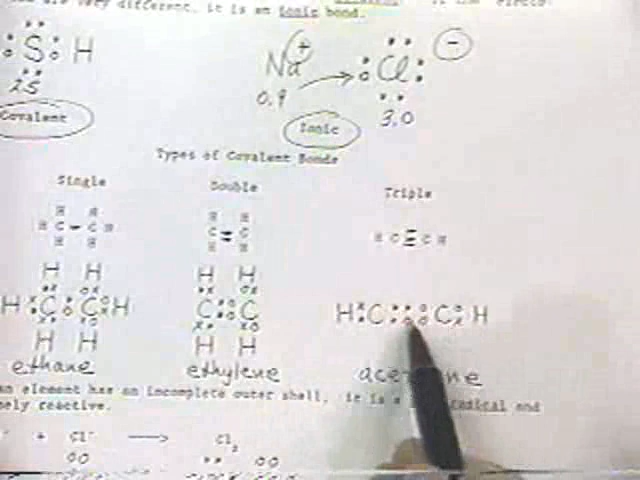 very different, it is an ionic bond.
S H
Na + Cl −
2.5
0.9
3.0
Covalent
Ionic
Types of Covalent Bonds
Single Double Triple
H H
H C - C H
H H
H H
C = C
H H
H C ≡ C H
H H
H C C H
H H
H H
C C
H H
H C C H
ethane ethylene
an element has an incomplete outer shell, it is a radical and
reactive.
+ Cl⁻ ⟶ Cl₂